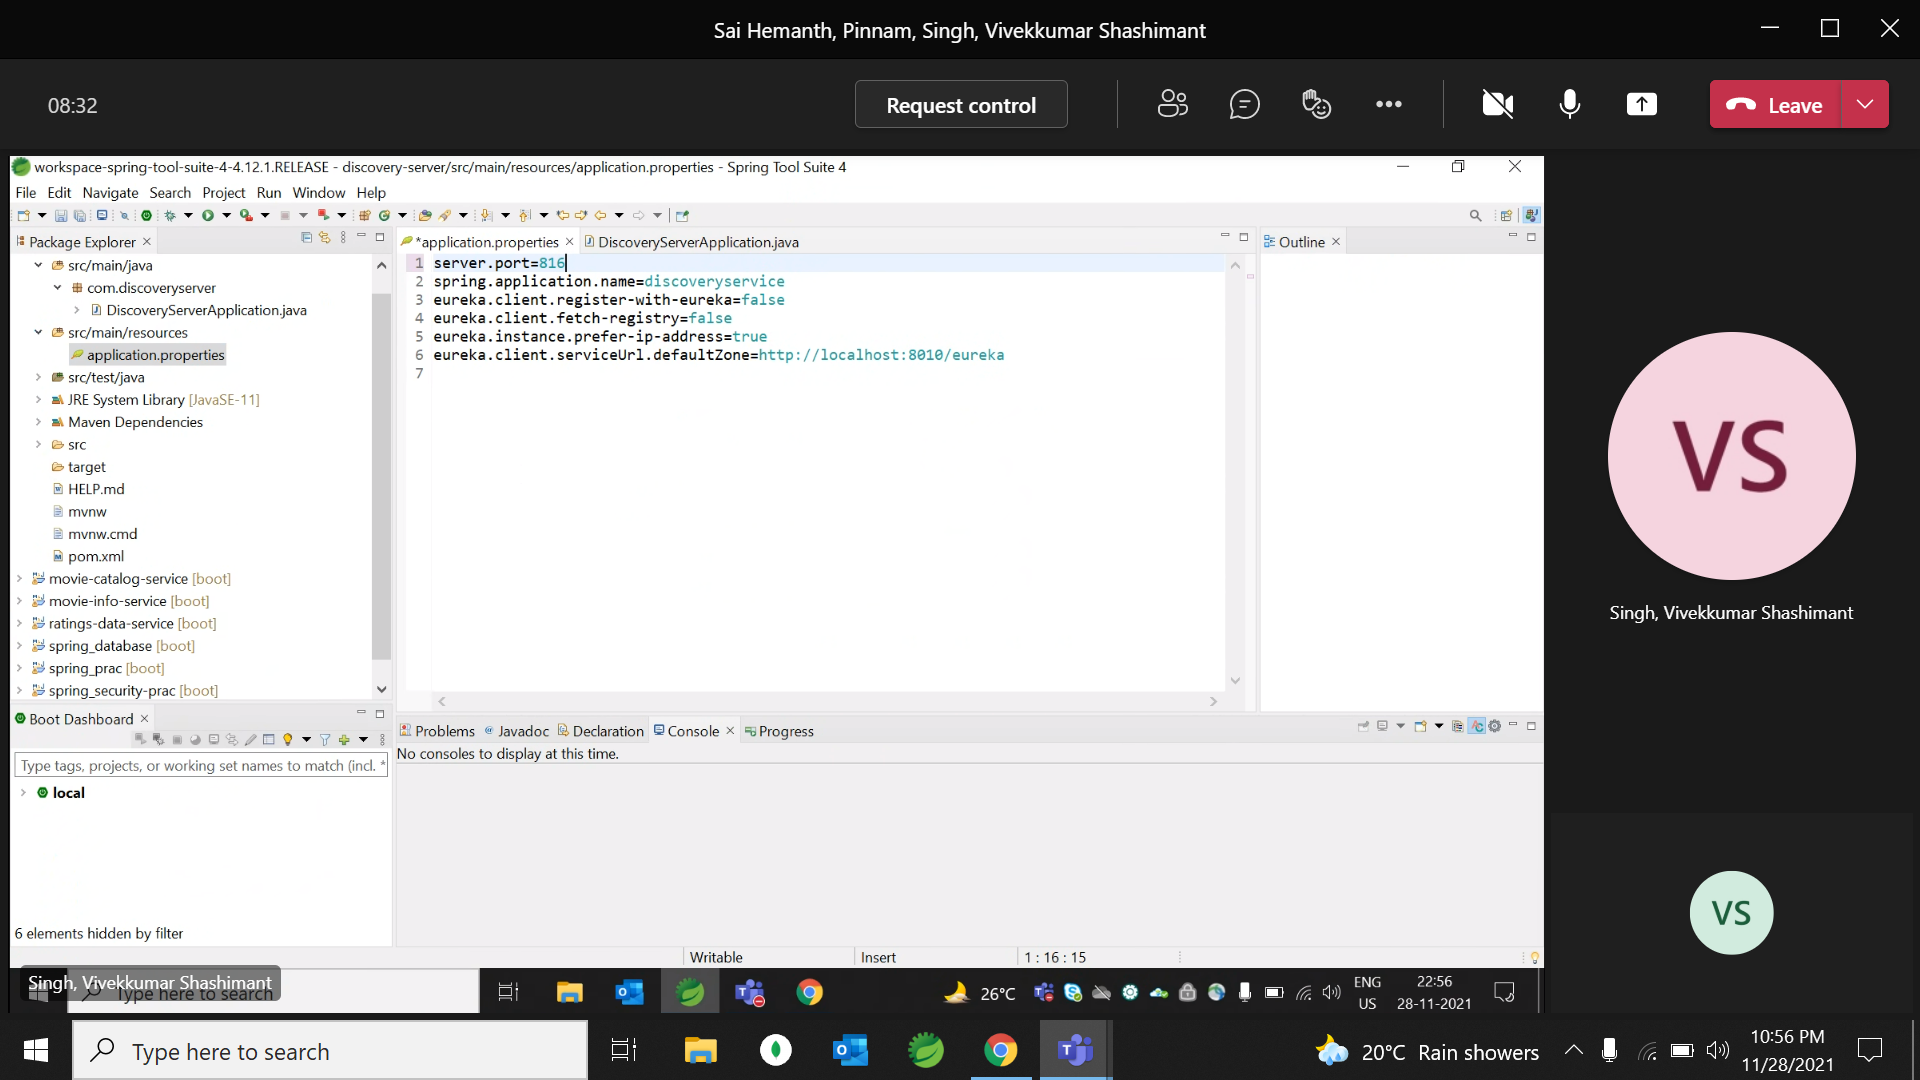 Sai Hemanth, Pinnam, Singh, Vivekkumar Shashimant
08:32
Request control
Leave
workspace-spring-tool-suite-4-4.12.1.RELEASE - discovery-server/src/main/resources/application.properties - Spring Tool Suite 4
File Edit Navigate Search Project Run Window Help
Package Explorer
*application.properties
DiscoveryServerApplication.java
Outline
src/main/java
com.discoveryserver
DiscoveryServerApplication.java
src/main/resources
application.properties
src/test/java
JRE System Library [JavaSE-11]
Maven Dependencies
src
target
HELP.md
mvnw
mvnw.cmd
pom.xml
movie-catalog-service [boot]
movie-info-service [boot]
ratings-data-service [boot]
spring_database [boot]
spring_prac [boot]
spring_security-prac [boot]
1 server.port=816
2 spring.application.name=discoveryservice
3 eureka.client.register-with-eureka=false
4 eureka.client.fetch-registry=false
5 eureka.instance.prefer-ip-address=true
6 eureka.client.serviceUrl.defaultZone=http://localhost:8010/eureka
7
VS
Singh, Vivekkumar Shashimant
Boot Dashboard
Type tags, projects, or working set names to match (incl. *
local
6 elements hidden by filter
Problems Javadoc Declaration Console Progress
No consoles to display at this time.
Writable
Insert
1 : 16 : 15
VS
Singh, Vivekkumar Shashimant
Type here to search
26°C
ENG
US
22:56
28-11-2021
Type here to search
20°C Rain showers
10:56 PM
11/28/2021